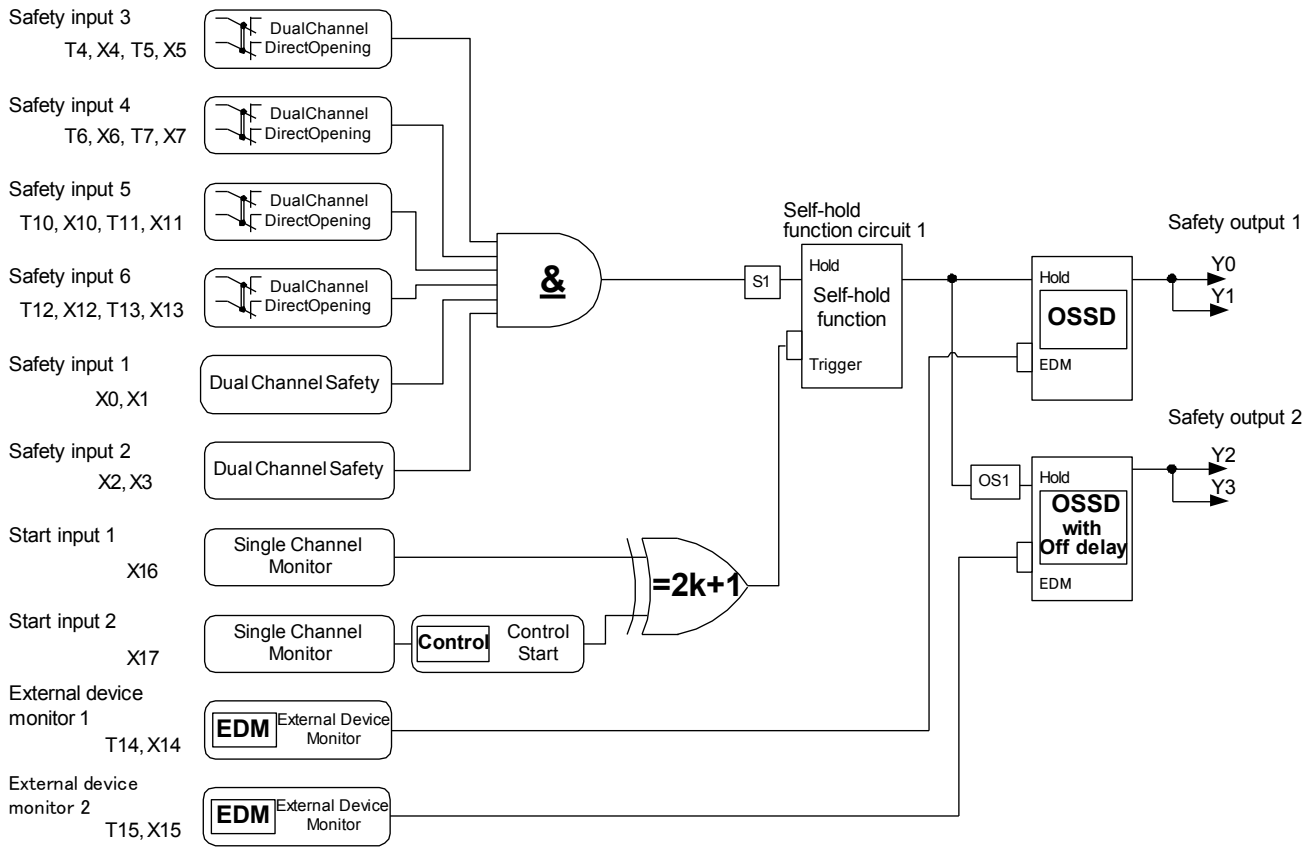 Safety input 3
T4, X4, T5, X5
DualChannel
DirectOpening
Safety input 4
T6, X6, T7, X7
DualChannel
DirectOpening
Safety input 5
T10, X10, T11, X11
DualChannel
DirectOpening
Safety input 6
T12, X12, T13, X13
DualChannel
DirectOpening
Safety input 1
X0, X1
Dual Channel Safety
Safety input 2
X2, X3
Dual Channel Safety
Start input 1
X16
Single Channel
Monitor
Start input 2
X17
Single Channel
Monitor
Control
Control
Start
External device
monitor 1
T14, X14
EDM
External Device
Monitor
External device
monitor 2
T15, X15
EDM
External Device
Monitor
&
=2k+1
S1
Self-hold
function circuit 1
Hold
Self-hold
function
Trigger
Hold
OSSD
EDM
Safety output 1
Y0
Y1
OS1
Hold
OSSD
with
Off delay
EDM
Safety output 2
Y2
Y3